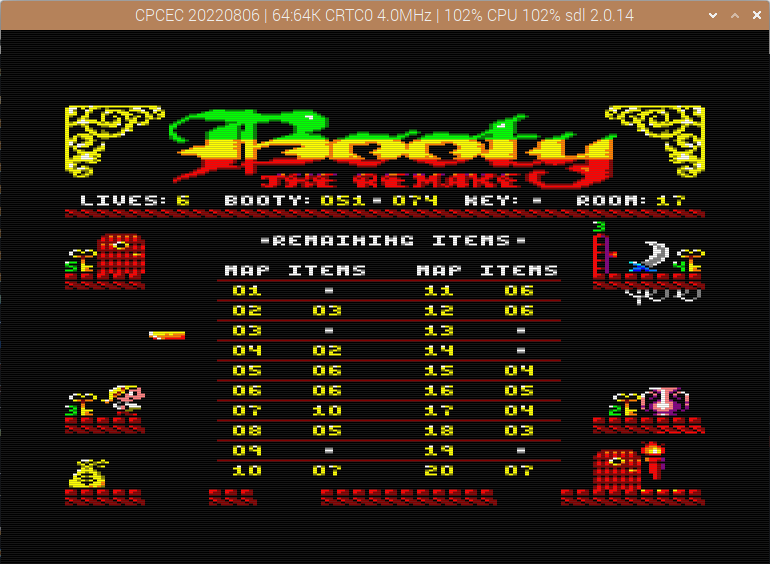 CPCEC 20220806 | 64:64K CRTC0 4.0MHz | 102% CPU 102% sdl 2.0.14
Booty
THE REMAKE
LIVES: 6 BOOTY: 051 - 074 KEY: - ROOM: 17
3
-REMAINING ITEMS-
5 4
MAP ITEMS MAP ITEMS
01 - 11 06
02 03 12 06
03 - 13 -
04 02 14 -
05 06 15 04
06 06 16 05
3 2
07 10 17 04
08 05 18 03
09 - 19 -
10 07 20 07